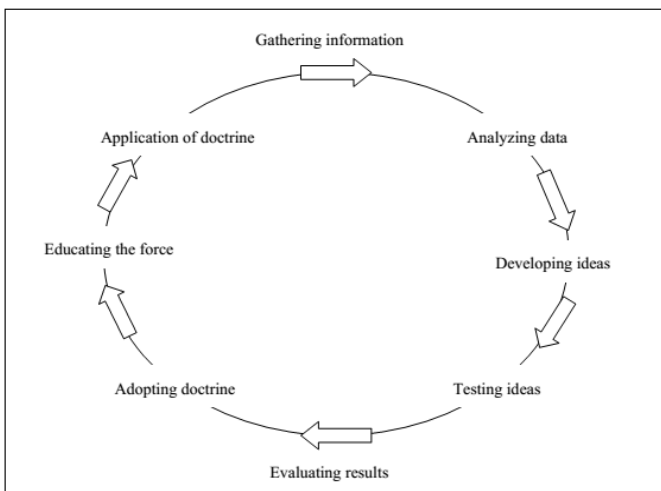 Gathering information
Analyzing data
Developing ideas
Testing ideas
Evaluating results
Adopting doctrine
Educating the force
Application of doctrine